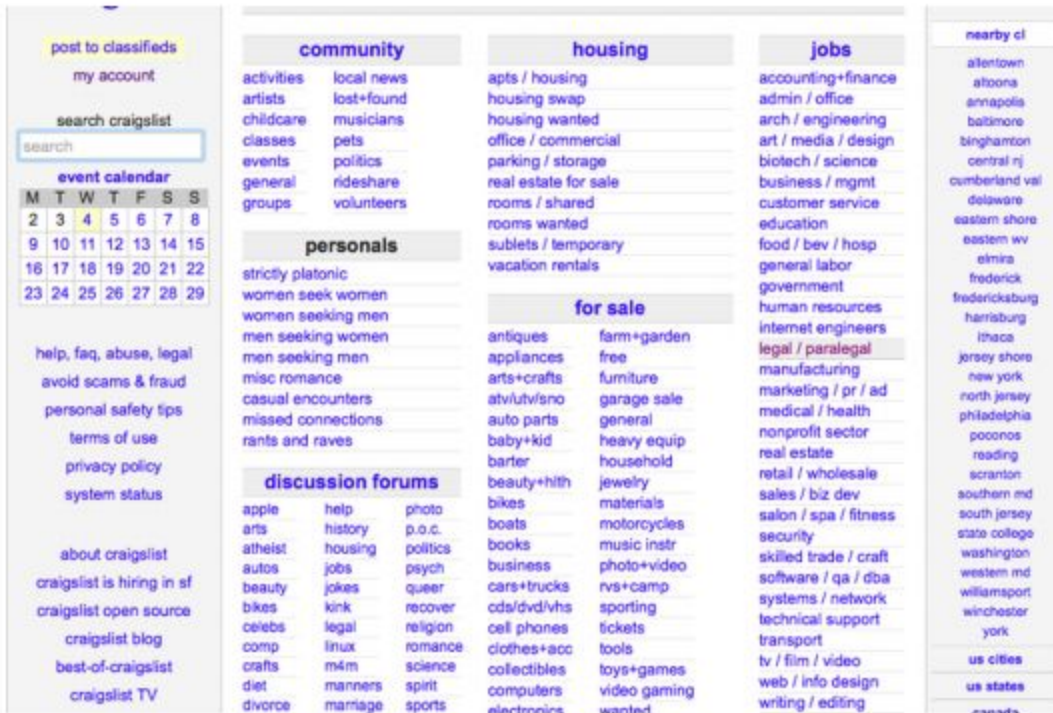 post to classifieds
my account
search craigslist
search
event calendar
M T W T F S S
2 3 4 5 6 7 8
9 10 11 12 13 14 15
16 17 18 19 20 21 22
23 24 25 26 27 28 29
help, faq, abuse, legal
avoid scams & fraud
personal safety tips
terms of use
privacy policy
system status
about craigslist
craigslist is hiring in sf
craigslist open source
craigslist blog
best-of-craigslist
craigslist TV
community
activities local news
artists lost+found
childcare musicians
classes pets
events politics
general rideshare
groups volunteers
personals
strictly platonic
women seek women
women seeking men
men seeking women
men seeking men
misc romance
casual encounters
missed connections
rants and raves
discussion forums
apple help photo
arts history p.o.c.
atheist housing politics
autos jobs psych
beauty jokes queer
bikes kink recover
celebs legal religion
comp linux romance
crafts m4m science
diet manners spirit
divorce marriage sports
housing
apts / housing
housing swap
housing wanted
office / commercial
parking / storage
real estate for sale
rooms / shared
rooms wanted
sublets / temporary
vacation rentals
for sale
antiques farm+garden
appliances free
arts+crafts furniture
atv/utv/sno garage sale
auto parts general
baby+kid heavy equip
barter household
beauty+hlth jewelry
bikes materials
boats motorcycles
books music instr
business photo+video
cars+trucks rvs+camp
cds/dvd/vhs sporting
cell phones tickets
clothes+acc tools
collectibles toys+games
computers video gaming
electronics wanted
jobs
accounting+finance
admin / office
arch / engineering
art / media / design
biotech / science
business / mgmt
customer service
education
food / bev / hosp
general labor
government
human resources
internet engineers
legal / paralegal
manufacturing
marketing / pr / ad
medical / health
nonprofit sector
real estate
retail / wholesale
sales / biz dev
salon / spa / fitness
security
skilled trade / craft
software / qa / dba
systems / network
technical support
transport
tv / film / video
web / info design
writing / editing
nearby cl
allentown
altoona
annapolis
baltimore
binghamton
central nj
cumberland val
delaware
eastern shore
eastern wv
elmira
frederick
fredericksburg
harrisburg
ithaca
jersey shore
new york
north jersey
philadelphia
poconos
reading
scranton
southern md
south jersey
state college
washington
western md
williamsport
winchester
york
us cities
us states
canada